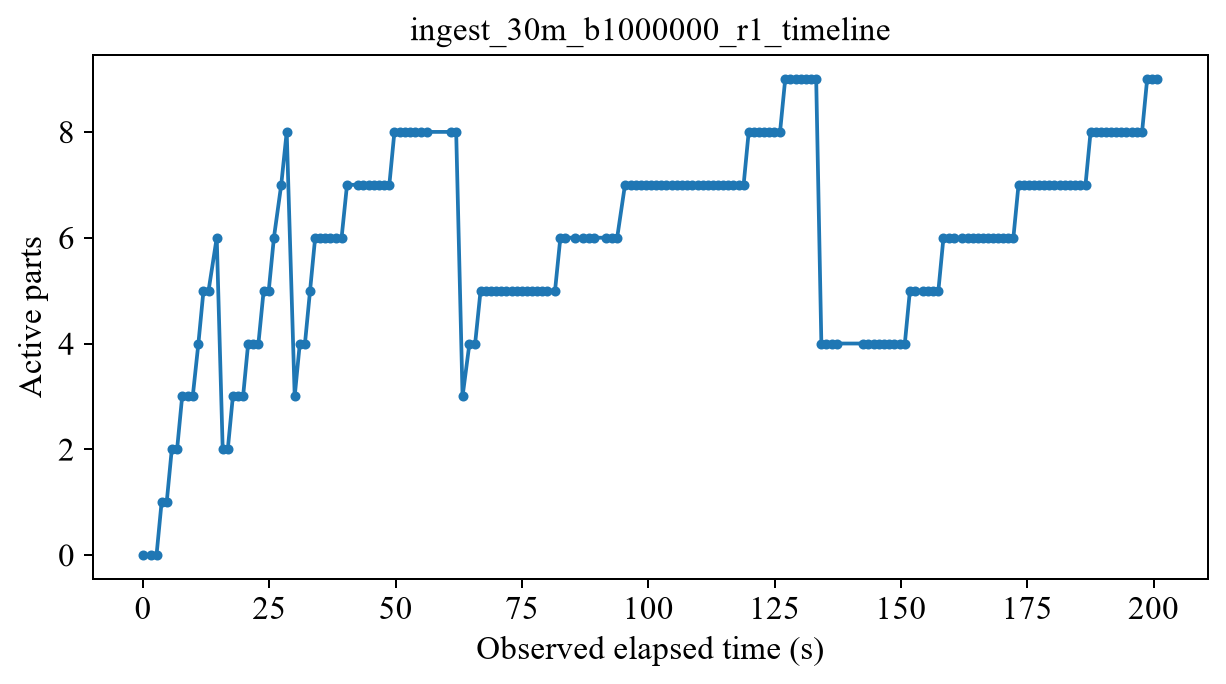 ingest_30m_b1000000_r1_timeline
Active parts
8
6
4
2
0
0 25 50 75 100 125 150 175 200
Observed elapsed time (s)